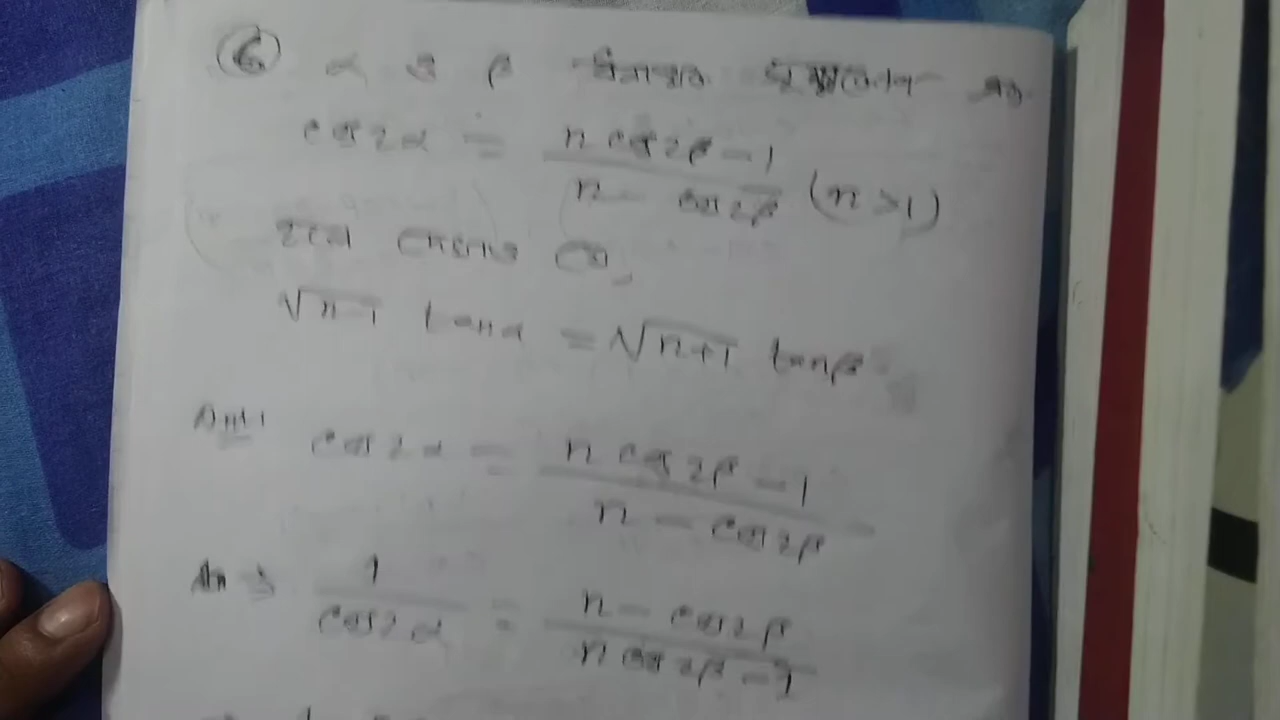 ⑥ α ও β ধনাত্মক সূক্ষ্মকোণ এবং
cos2α = (n cos2β - 1) / (n - cos2β) (n > 1)
হলে দেখাও যে,
√n-1 tanα = √n+1 tanβ
cos2α = (n cos2β - 1) / (n - cos2β)
1 / cos2α = (n - cos2β) / (n cos2β - 1)